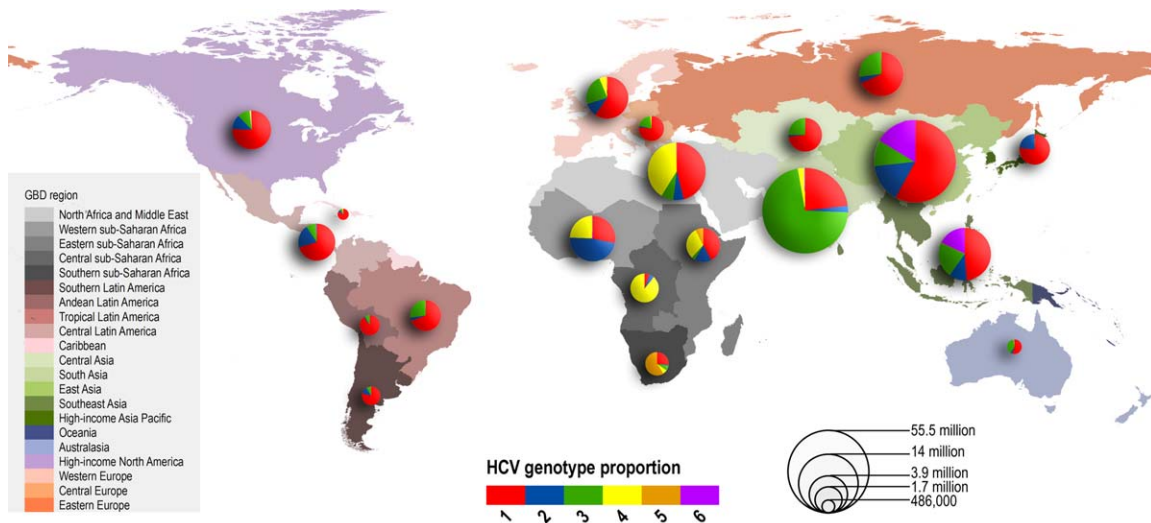 GBD region
North Africa and Middle East
Western sub-Saharan Africa
Eastern sub-Saharan Africa
Central sub-Saharan Africa
Southern sub-Saharan Africa
Southern Latin America
Andean Latin America
Tropical Latin America
Central Latin America
Caribbean
Central Asia
South Asia
East Asia
Southeast Asia
High-income Asia Pacific
Oceania
Australasia
High-income North America
Western Europe
Central Europe
Eastern Europe
HCV genotype proportion
1 2 3 4 5 6
55.5 million
14 million
3.9 million
1.7 million
486,000